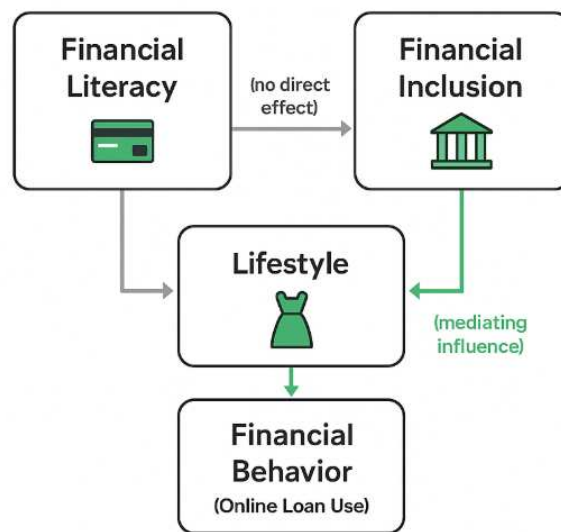 Financial
Literacy
(no direct
effect)
Financial
Inclusion
Lifestyle
(mediating
influence)
Financial
Behavior
(Online Loan Use)